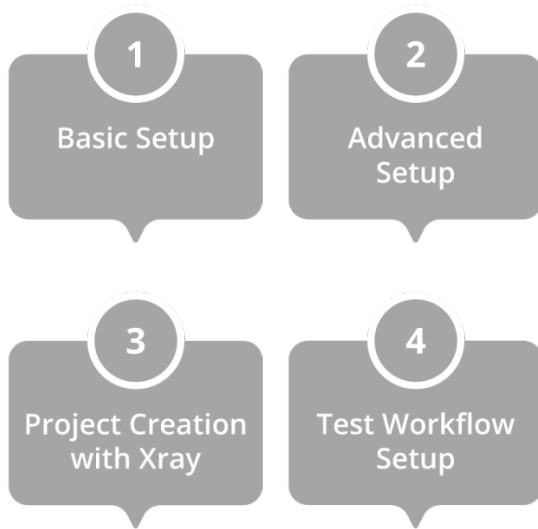 1
Basic Setup
2
Advanced
Setup
3
Project Creation
with Xray
4
Test Workflow
Setup